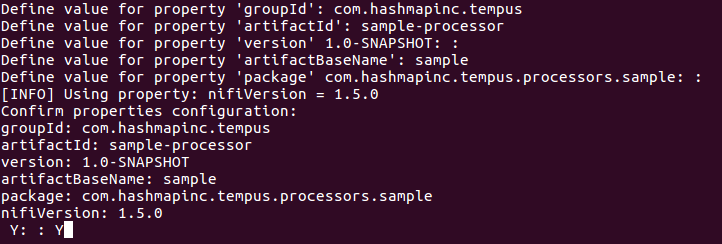 Define value for property 'groupId': com.hashmapinc.tempus
Define value for property 'artifactId': sample-processor
Define value for property 'version' 1.0-SNAPSHOT: :
Define value for property 'artifactBaseName': sample
Define value for property 'package' com.hashmapinc.tempus.processors.sample: :
[INFO] Using property: nifiVersion = 1.5.0
Confirm properties configuration:
groupId: com.hashmapinc.tempus
artifactId: sample-processor
version: 1.0-SNAPSHOT
artifactBaseName: sample
package: com.hashmapinc.tempus.processors.sample
nifiVersion: 1.5.0
 Y: : Y